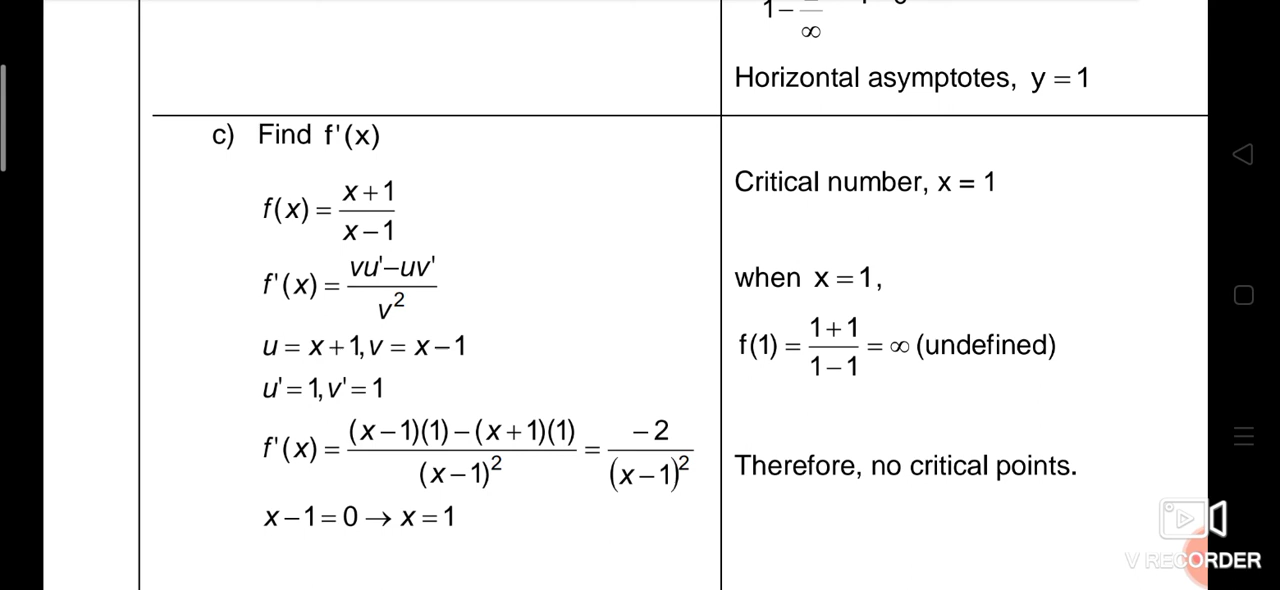 1−
∞
Horizontal asymptotes, y = 1
c) Find f'(x)
f(x) = (x+1)/(x−1)
f'(x) = (vu'−uv')/v²
u = x+1, v = x−1
u' = 1, v' = 1
f'(x) = ((x−1)(1)−(x+1)(1))/(x−1)² = −2/(x−1)²
x−1=0 → x=1
Critical number, x = 1
when x = 1,
f(1) = (1+1)/(1−1) = ∞ (undefined)
Therefore, no critical points.
V RECORDER